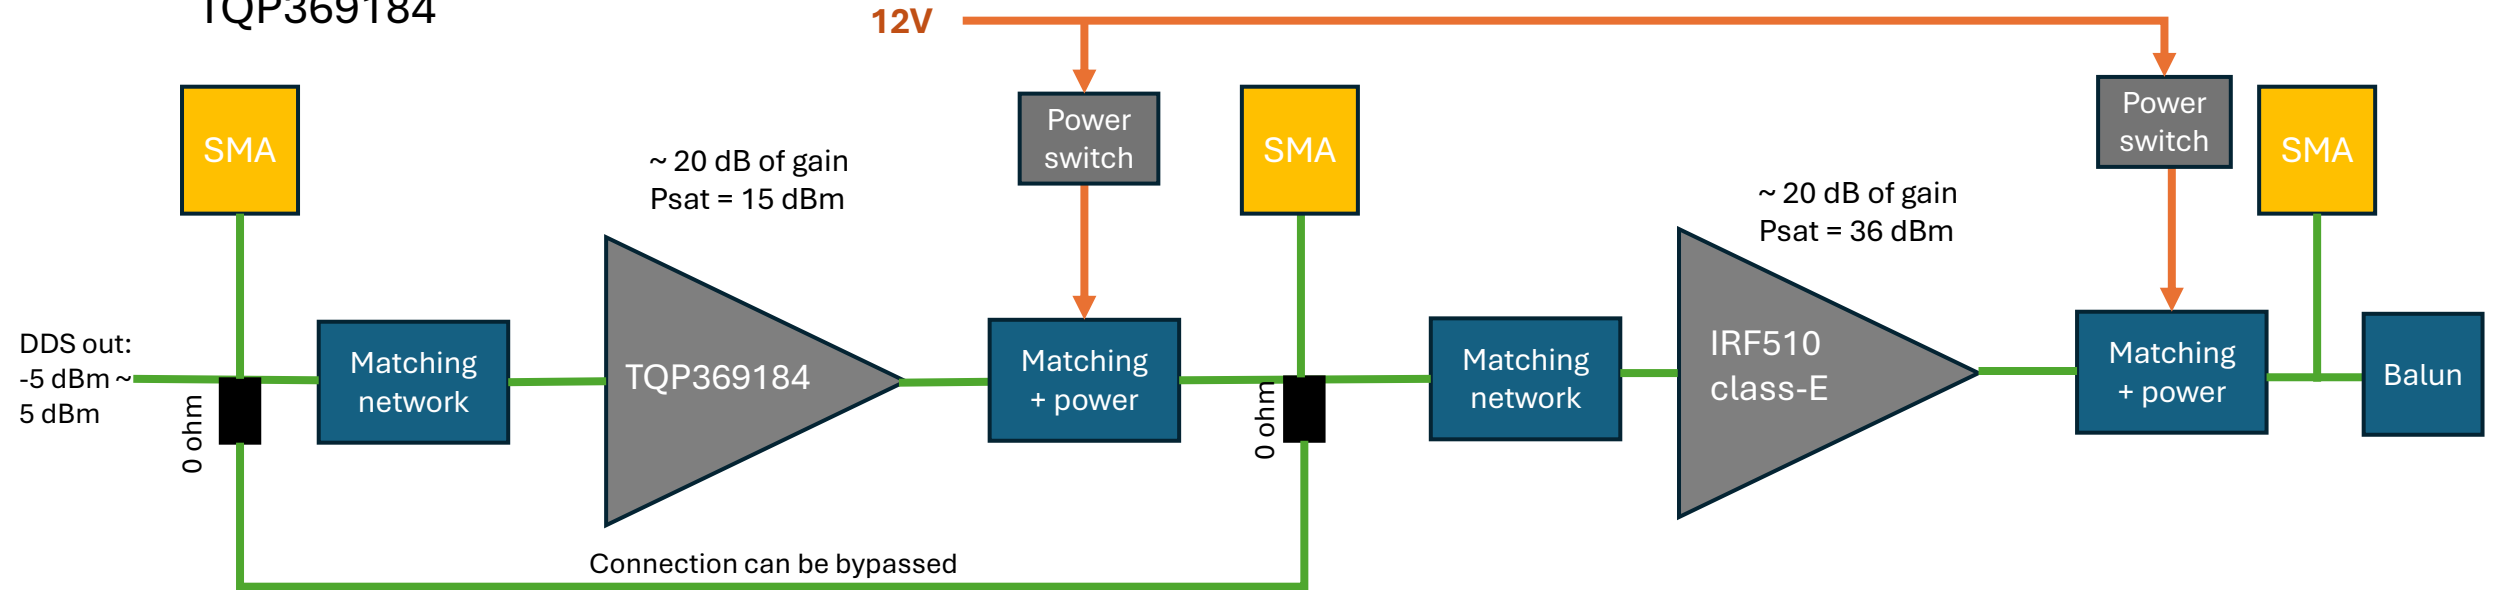 TQP369184
12V
SMA
~ 20 dB of gain
Psat = 15 dBm
Power
switch
SMA
~ 20 dB of gain
Psat = 36 dBm
Power
switch
SMA
DDS out:
-5 dBm ~
5 dBm
0 ohm
Matching
network
TQP369184
Matching
+ power
0 ohm
Matching
network
IRF510
class-E
Matching
+ power
Balun
Connection can be bypassed